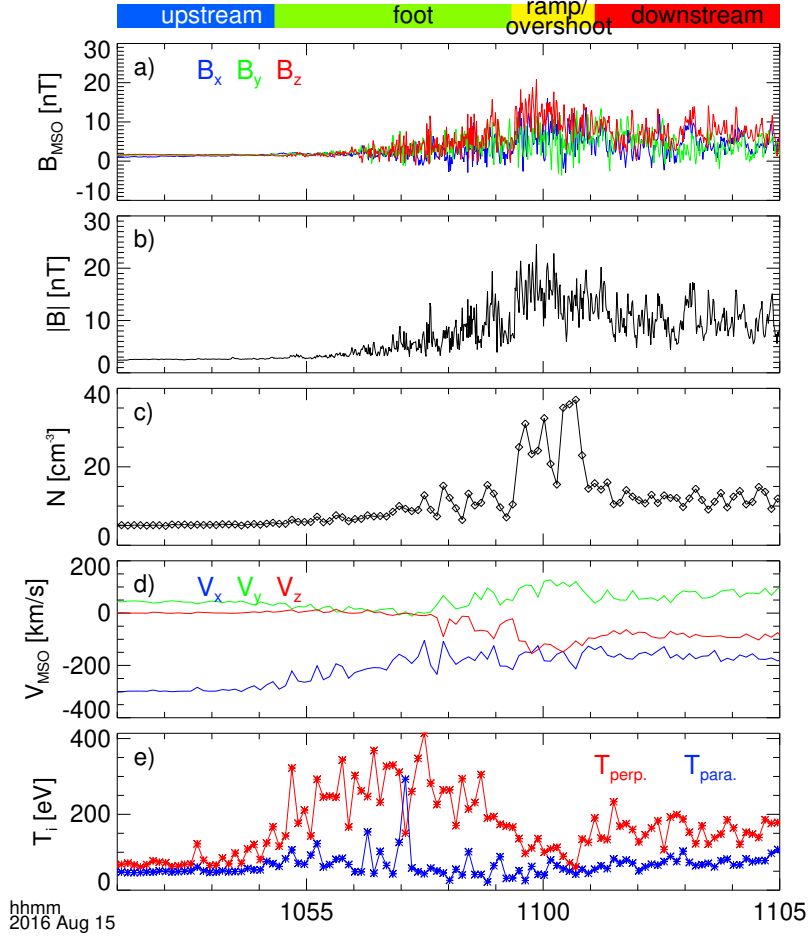 upstream foot ramp/ overshoot downstream
a) Bx By Bz
BMSO [nT]
30
20
10
0
-10
b)
|B| [nT]
30
20
10
0
c)
N [cm-3]
40
20
0
d) Vx Vy Vz
VMSO [km/s]
200
0
-200
-400
e) Tperp. Tpara.
Ti [eV]
400
200
0
hhmm
2016 Aug 15
1055 1100 1105